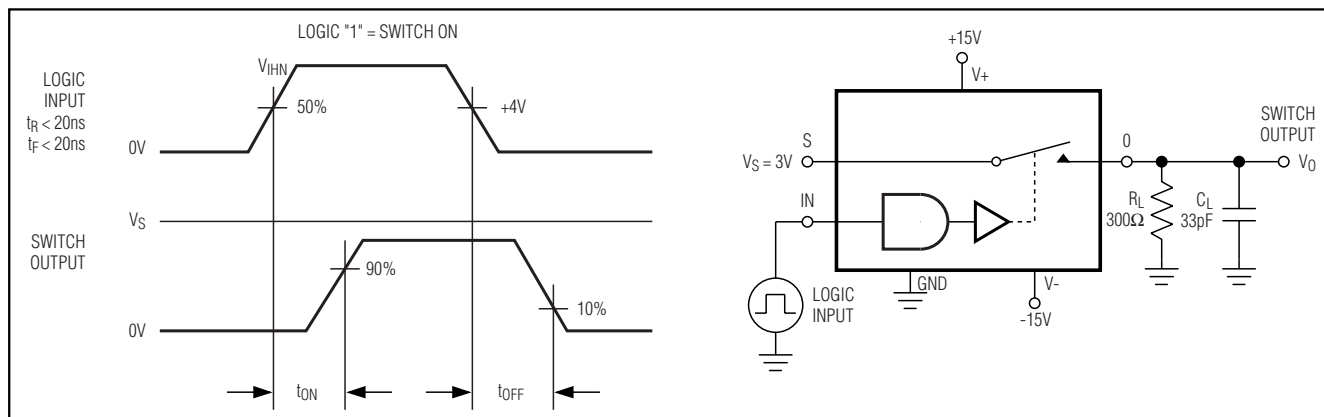 LOGIC "1" = SWITCH ON
LOGIC
INPUT
tR < 20ns
tF < 20ns
VIHN
50%
+4V
0V
VS
SWITCH
OUTPUT
90%
10%
0V
tON
tOFF
+15V
V+
S
VS = 3V
IN
0
SWITCH
OUTPUT
VO
RL
300Ω
CL
33pF
GND
V-
-15V
LOGIC
INPUT